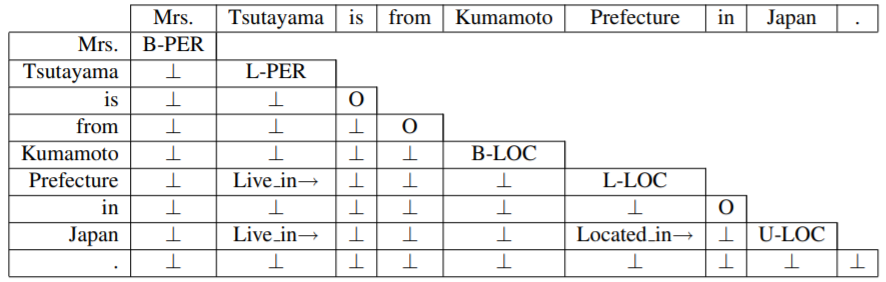 Mrs. Tsutayama is from Kumamoto Prefecture in Japan .
Mrs. B-PER
Tsutayama ⊥ L-PER
is ⊥ ⊥ O
from ⊥ ⊥ ⊥ O
Kumamoto ⊥ ⊥ ⊥ ⊥ B-LOC
Prefecture ⊥ Live_in→ ⊥ ⊥ ⊥ L-LOC
in ⊥ ⊥ ⊥ ⊥ ⊥ ⊥ O
Japan ⊥ Live_in→ ⊥ ⊥ ⊥ Located_in→ ⊥ U-LOC
. ⊥ ⊥ ⊥ ⊥ ⊥ ⊥ ⊥ ⊥ ⊥